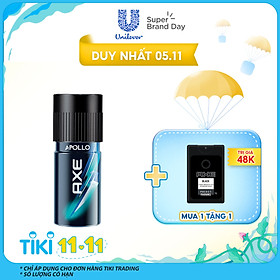 Unilever
Super
Brand Day
DUY NHẤT 05.11
APOLLO
AXE
TRỊ GIÁ
48K
AXE
BLACK
+
MUA 1 TẶNG 1
TIKI 11·11
* CHỈ ÁP DỤNG CHO ĐƠN HÀNG TIKI TRADING
* SỐ LƯỢNG CÓ HẠN